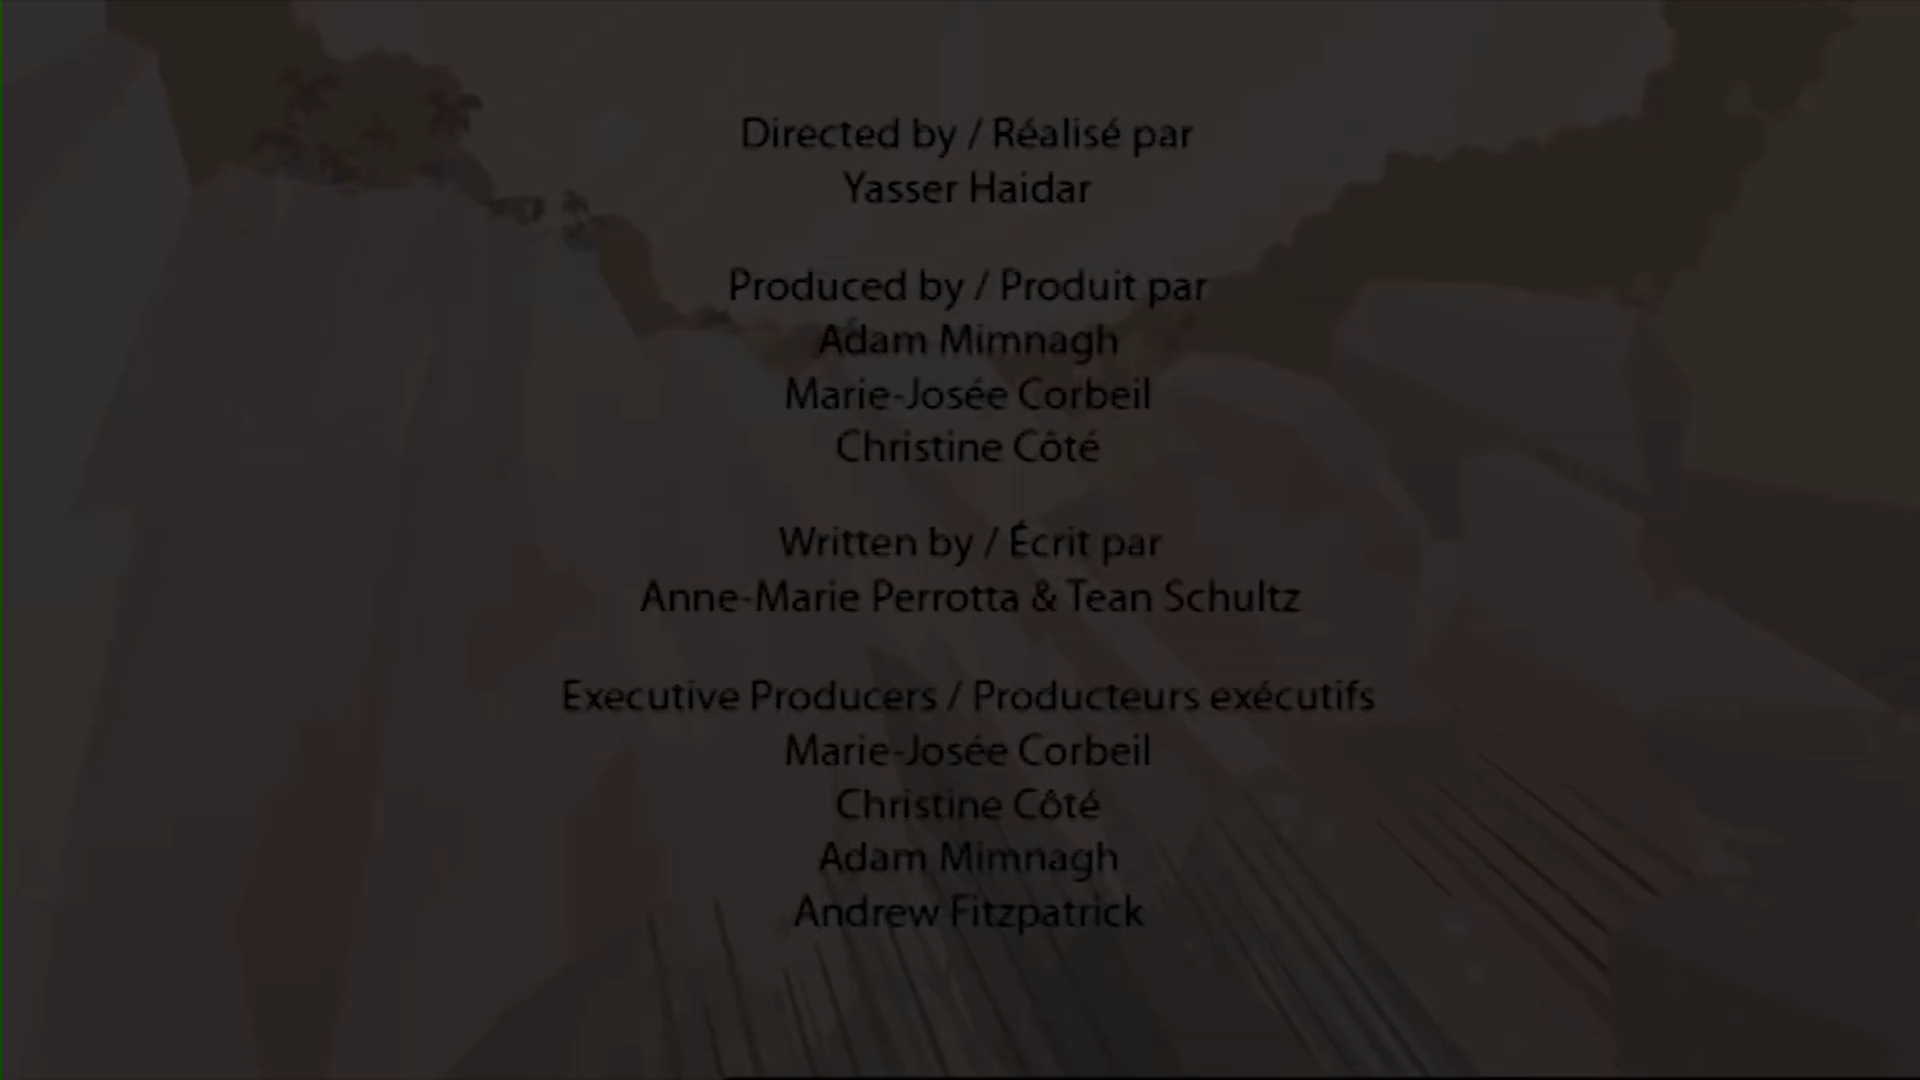 Directed by / Réalisé par
Yasser Haidar
Produced by / Produit par
Adam Mimnagh
Marie-Josée Corbeil
Christine Côté
Written by / Écrit par
Anne-Marie Perrotta & Tean Schultz
Executive Producers / Producteurs exécutifs
Marie-Josée Corbeil
Christine Côté
Adam Mimnagh
Andrew Fitzpatrick